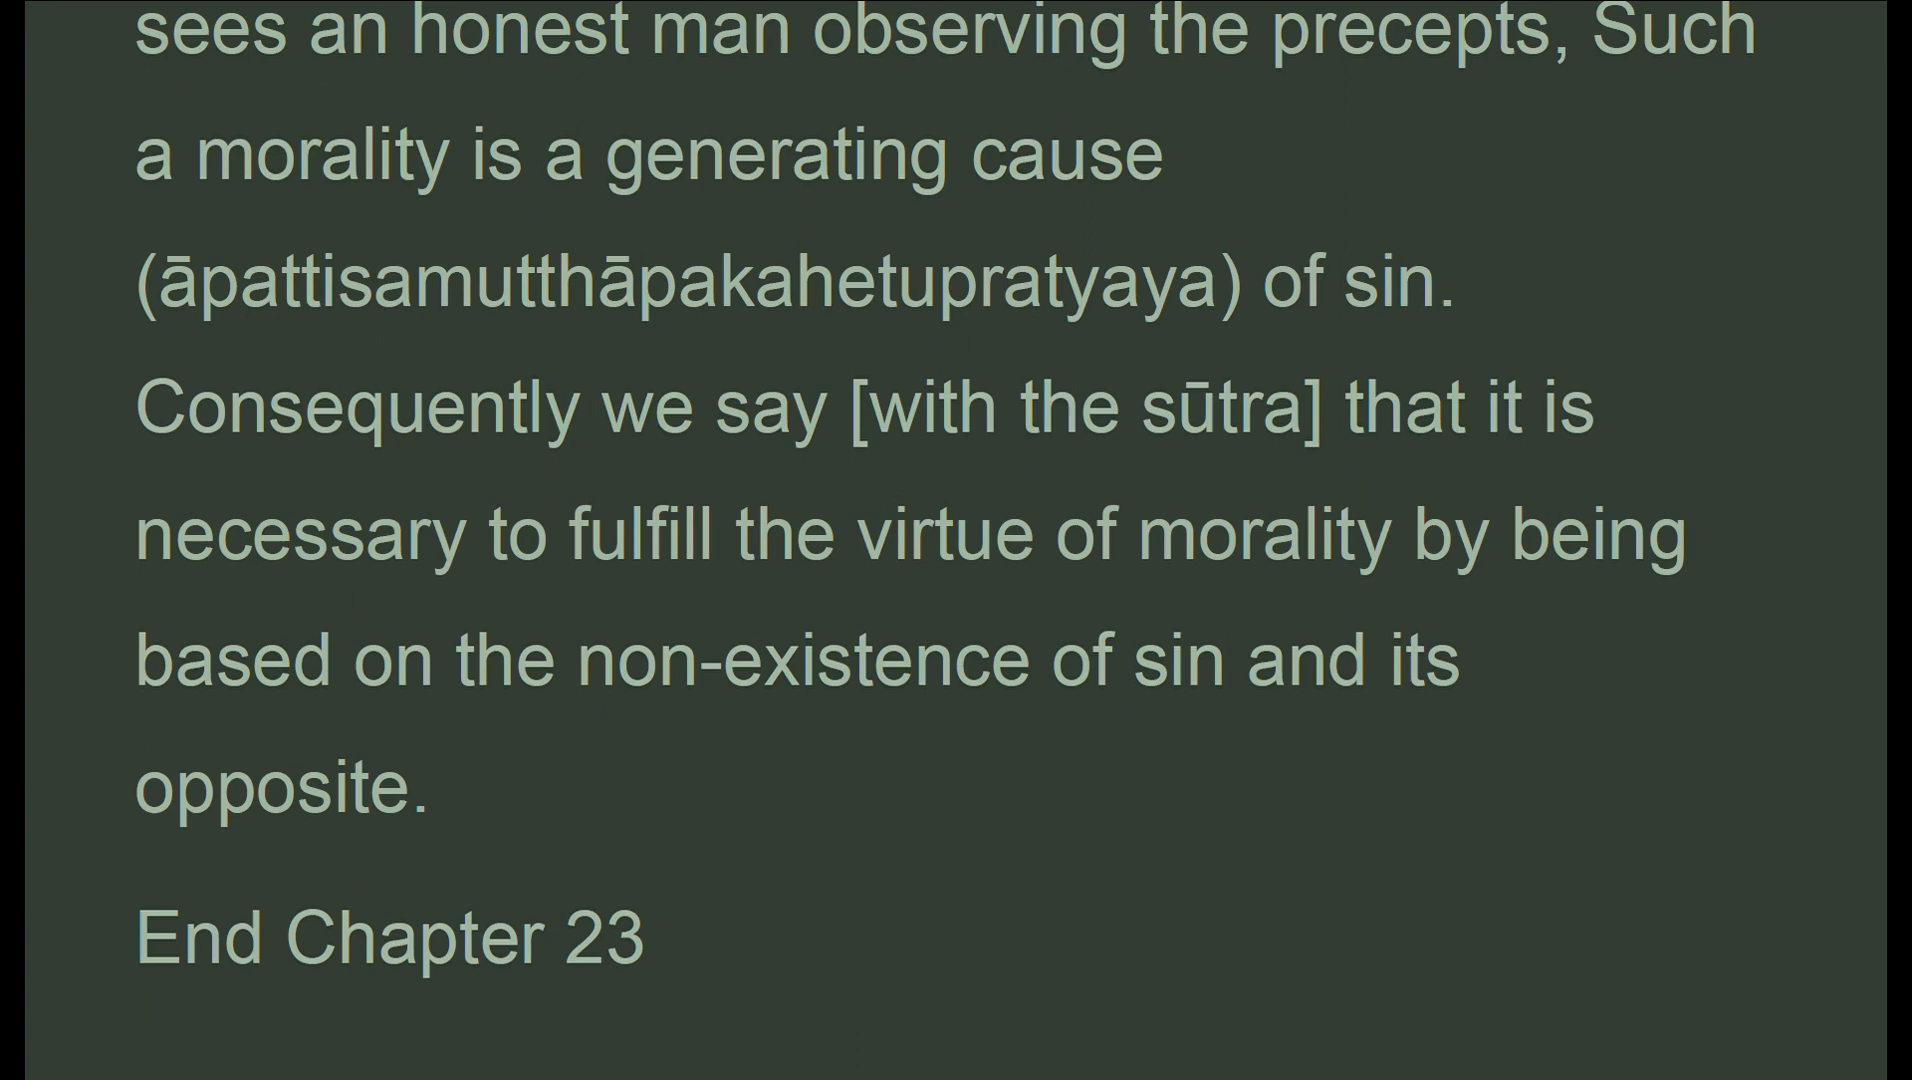 sees an honest man observing the precepts, Such
a morality is a generating cause
(āpattisamutthāpakahetupratyaya) of sin.
Consequently we say [with the sūtra] that it is
necessary to fulfill the virtue of morality by being
based on the non-existence of sin and its
opposite.
End Chapter 23